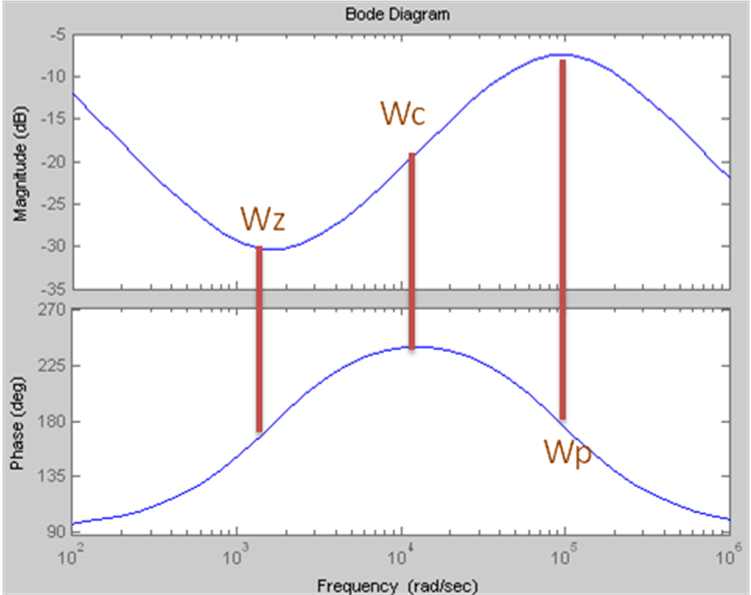 Bode Diagram
-5
-10
-15
-20
-25
-30
-35
Magnitude (dB)
Wz
Wc
270
225
180
135
90
Phase (deg)
Wp
10^2
10^3
10^4
10^5
10^6
Frequency (rad/sec)